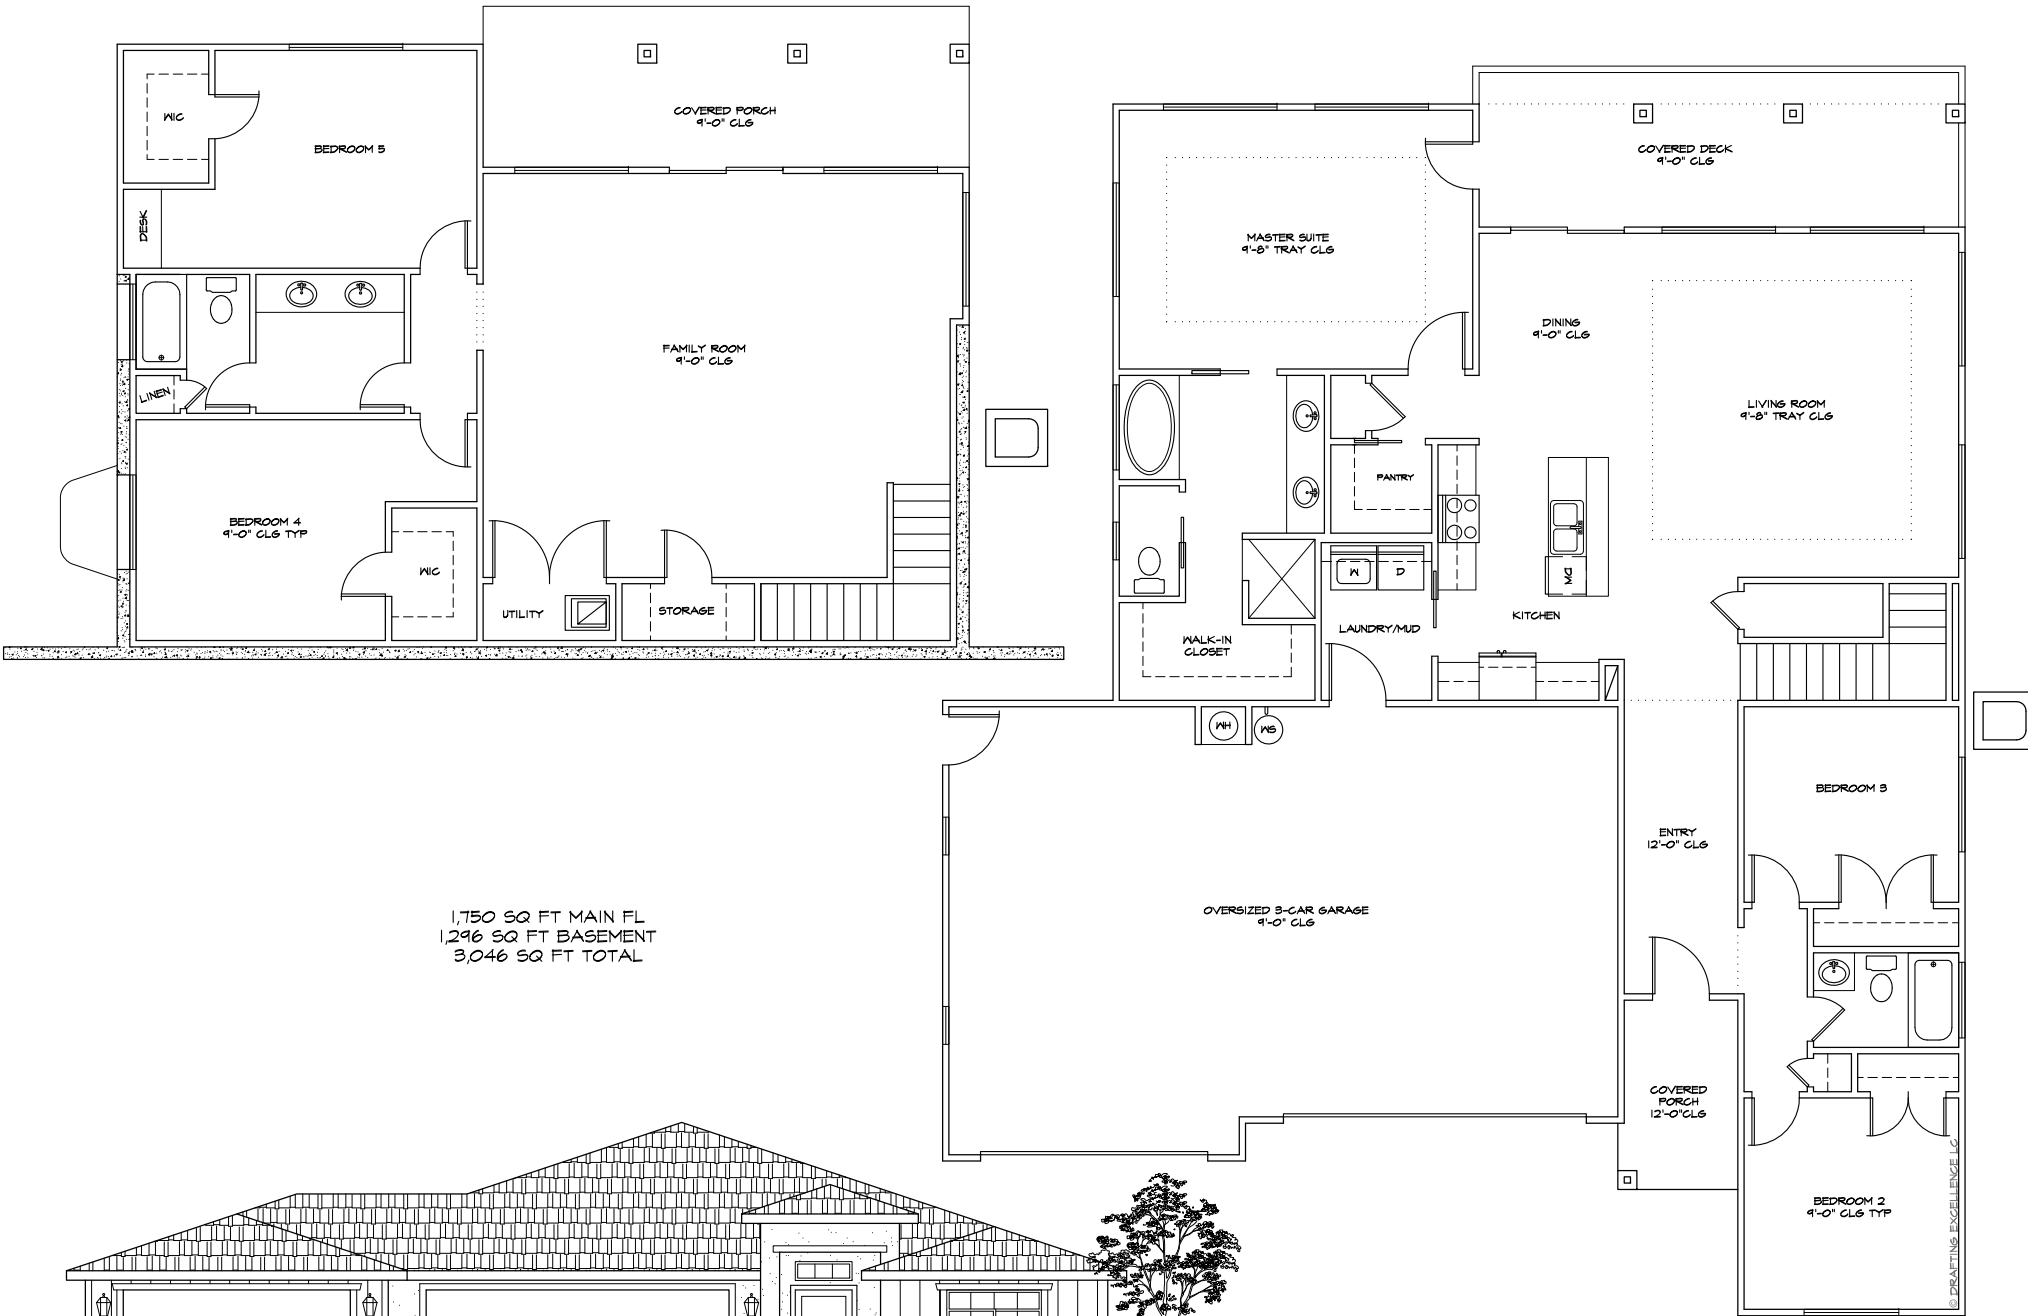 COVERED PORCH
9'-0" CLG
WIC
BEDROOM 5
DESK
LINEN
FAMILY ROOM
9'-0" CLG
BEDROOM 4
9'-0" CLG TYP
WIC
UTILITY
STORAGE
COVERED DECK
9'-0" CLG
MASTER SUITE
9'-8" TRAY CLG
DINING
9'-0" CLG
LIVING ROOM
9'-8" TRAY CLG
PANTRY
W
D
DW
KITCHEN
LAUNDRY/MUD
WALK-IN
CLOSET
WH
WS
BEDROOM 3
ENTRY
12'-0" CLG
OVERSIZED 3-CAR GARAGE
9'-0" CLG
1,750 SQ FT MAIN FL
1,296 SQ FT BASEMENT
3,046 SQ FT TOTAL
COVERED
PORCH
12'-0"CLG
BEDROOM 2
9'-0" CLG TYP
© DRAFTING EXCELLENCE LC